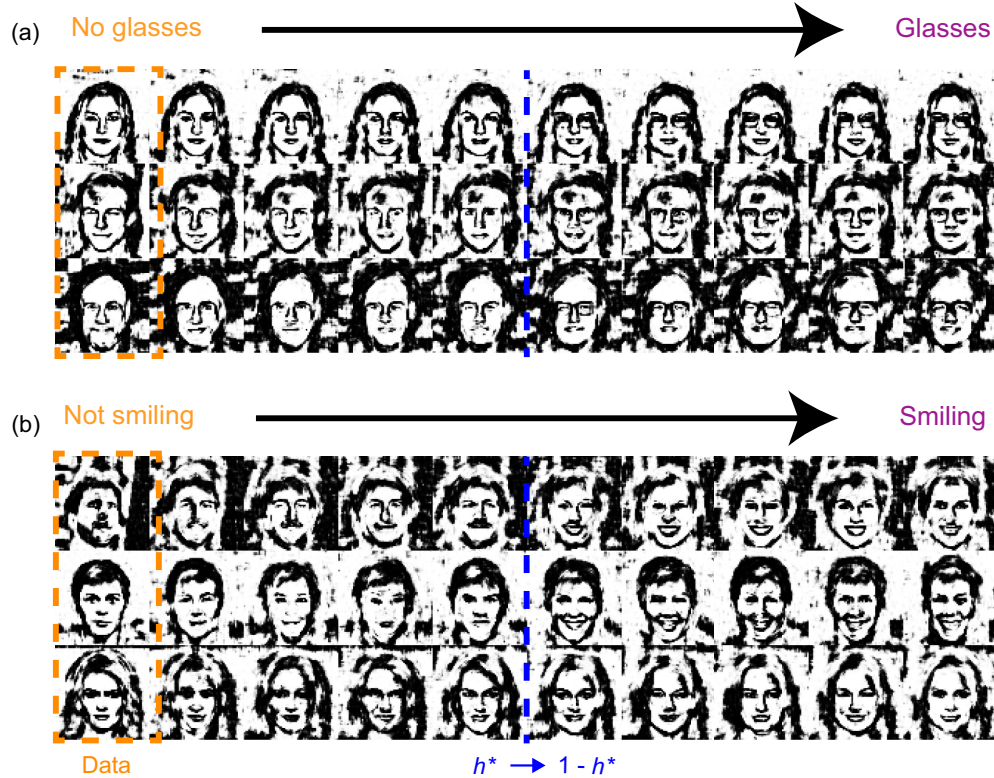 (a) No glasses Glasses
(b) Not smiling Smiling
Data h* → 1 - h*